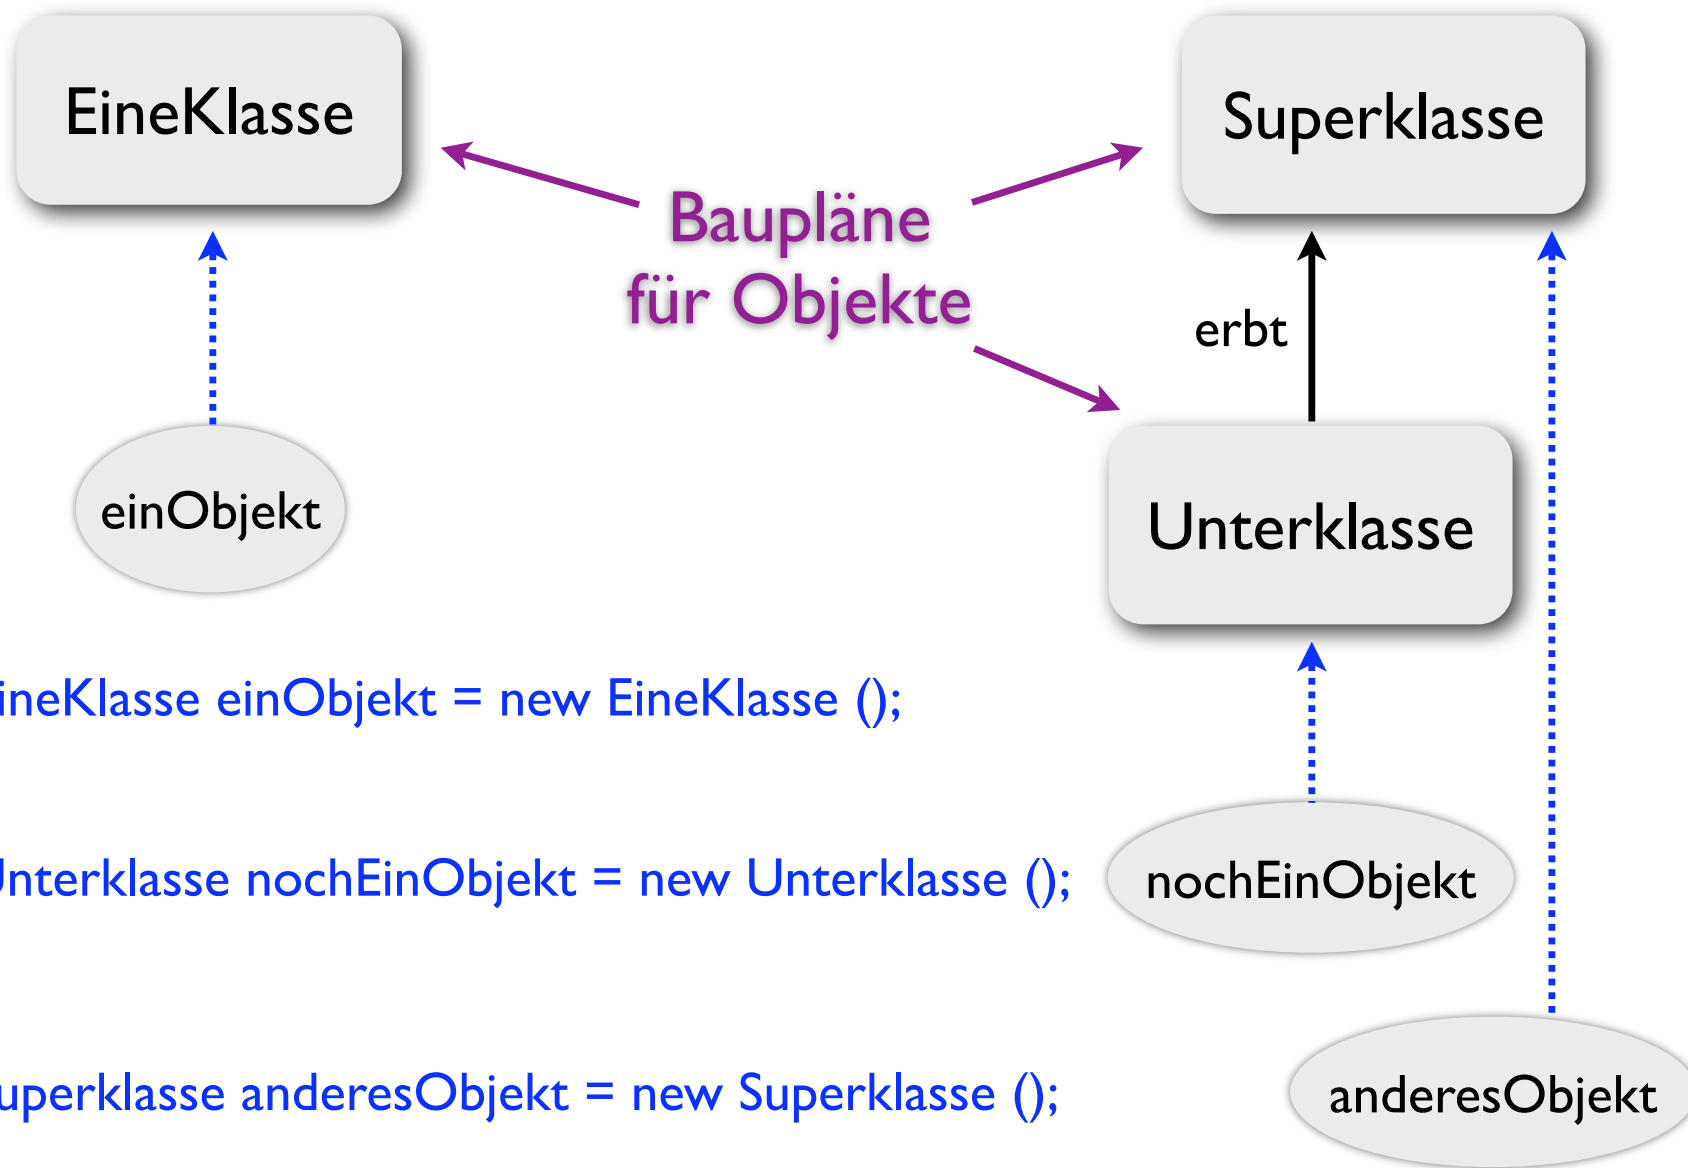 EineKlasse
Superklasse
Baupläne
für Objekte
erbt
einObjekt
Unterklasse
ineKlasse einObjekt = new EineKlasse ();
Unterklasse nochEinObjekt = new Unterklasse ();
nochEinObjekt
uperklasse anderesObjekt = new Superklasse ();
anderesObjekt